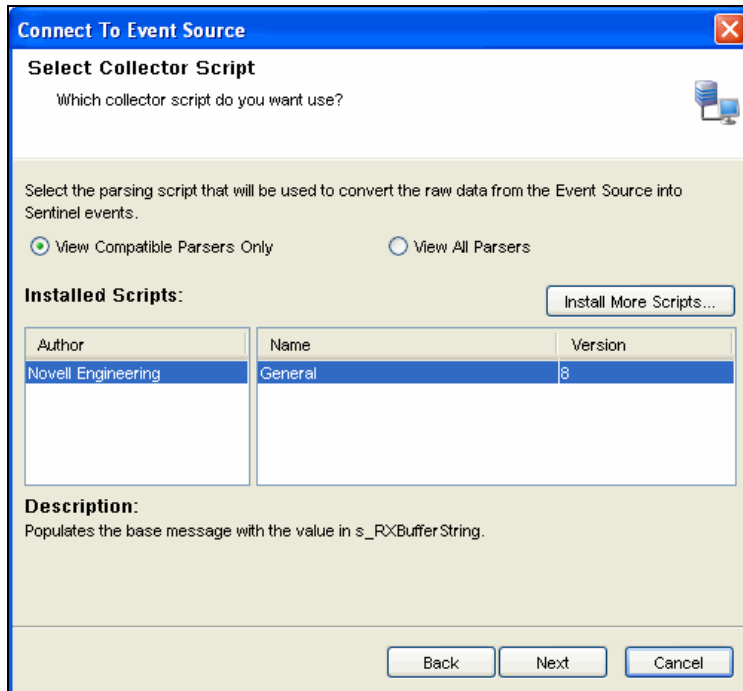 Connect To Event Source
Select Collector Script
Which collector script do you want use?
Select the parsing script that will be used to convert the raw data from the Event Source into
Sentinel events.
View Compatible Parsers Only View All Parsers
Installed Scripts: Install More Scripts...
Author Name Version
Novell Engineering General 8
Description:
Populates the base message with the value in s_RXBufferString.
Back Next Cancel